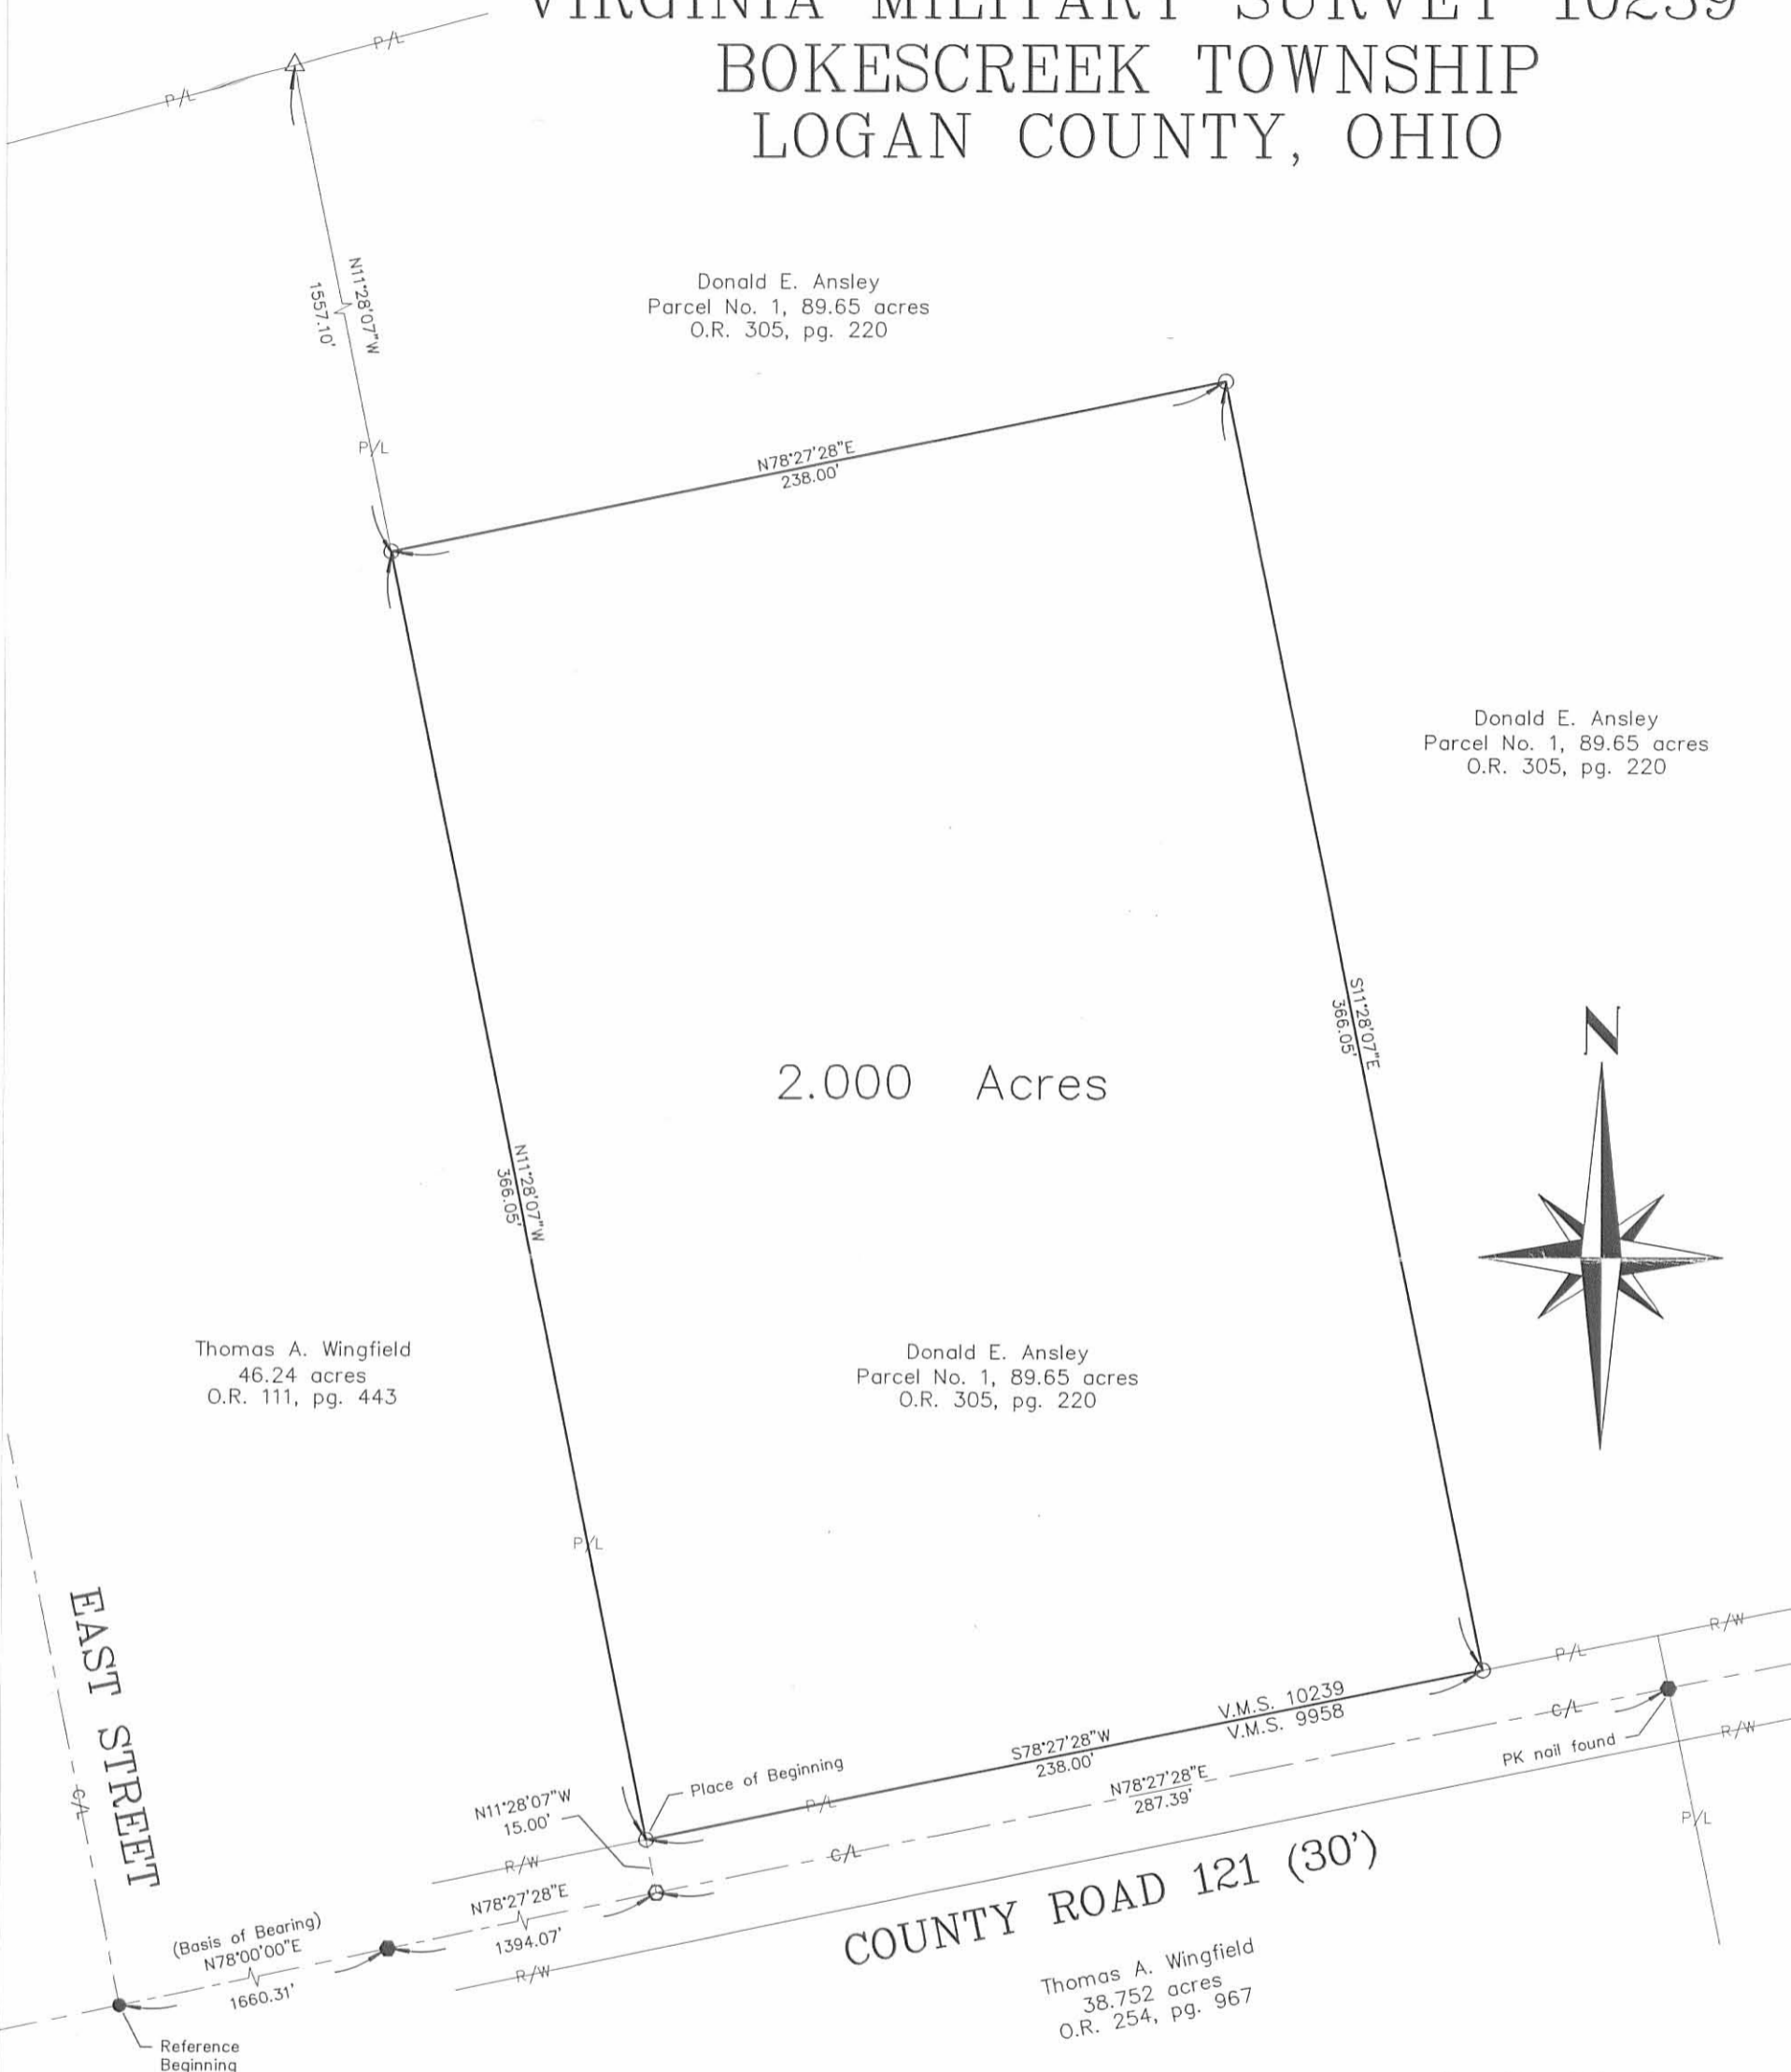 VIRGINIA MILITARY SURVEY 10239
BOKESCREEK TOWNSHIP
LOGAN COUNTY, OHIO
P/L
P/L
N11°28'07"W
1557.10'
P/L
Donald E. Ansley
Parcel No. 1, 89.65 acres
O.R. 305, pg. 220
N78°27'28"E
238.00'
Donald E. Ansley
Parcel No. 1, 89.65 acres
O.R. 305, pg. 220
S11°28'07"E
366.05'
N
2.000 Acres
N11°28'07"W
366.05'
Thomas A. Wingfield
46.24 acres
O.R. 111, pg. 443
Donald E. Ansley
Parcel No. 1, 89.65 acres
O.R. 305, pg. 220
P/L
EAST STREET
C/L
R/W
P/L
V.M.S. 10239
V.M.S. 9958
C/L
R/W
PK nail found
S78°27'28"W
238.00'
Place of Beginning
P/L
N78°27'28"E
287.39'
P/L
N11°28'07"W
15.00'
R/W
C/L
N78°27'28"E
1394.07'
COUNTY ROAD 121 (30')
(Basis of Bearing)
N78°00'00"E
1660.31'
R/W
Thomas A. Wingfield
38.752 acres
O.R. 254, pg. 967
Reference
Beginning